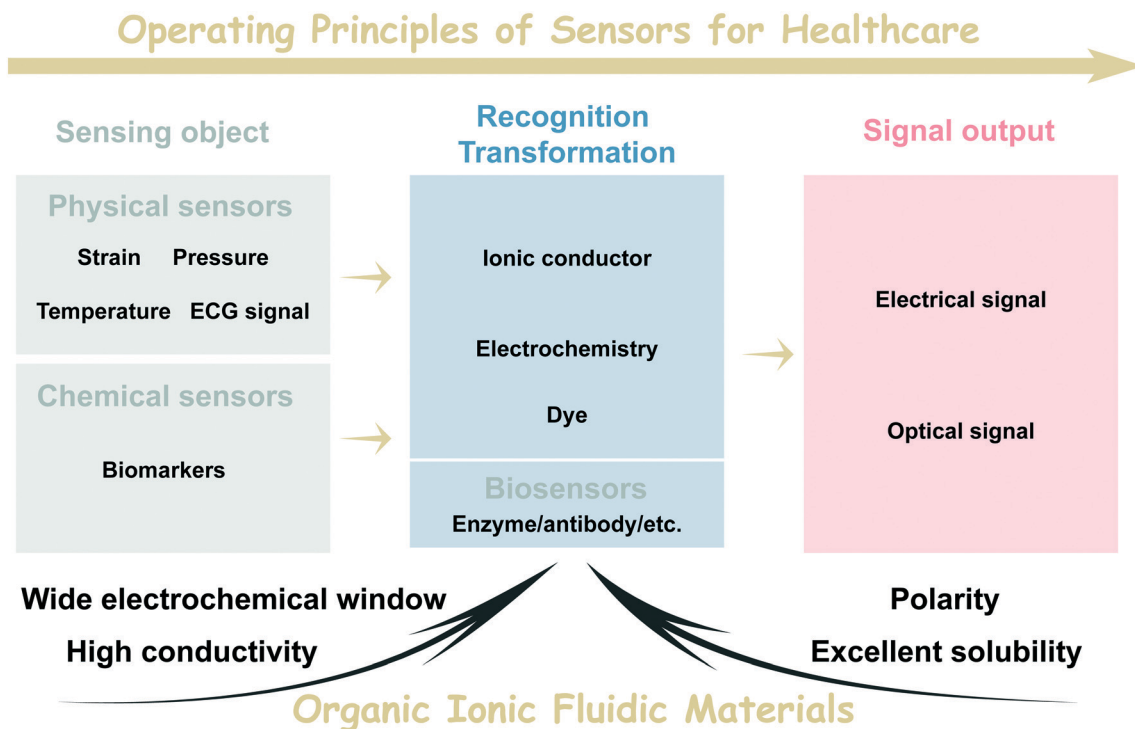 Operating Principles of Sensors for Healthcare
Sensing object
Recognition
Transformation
Signal output
Physical sensors
Strain Pressure
Temperature ECG signal
Chemical sensors
Biomarkers
Ionic conductor
Electrochemistry
Dye
Biosensors
Enzyme/antibody/etc.
Electrical signal
Optical signal
Wide electrochemical window
High conductivity
Polarity
Excellent solubility
Organic Ionic Fluidic Materials